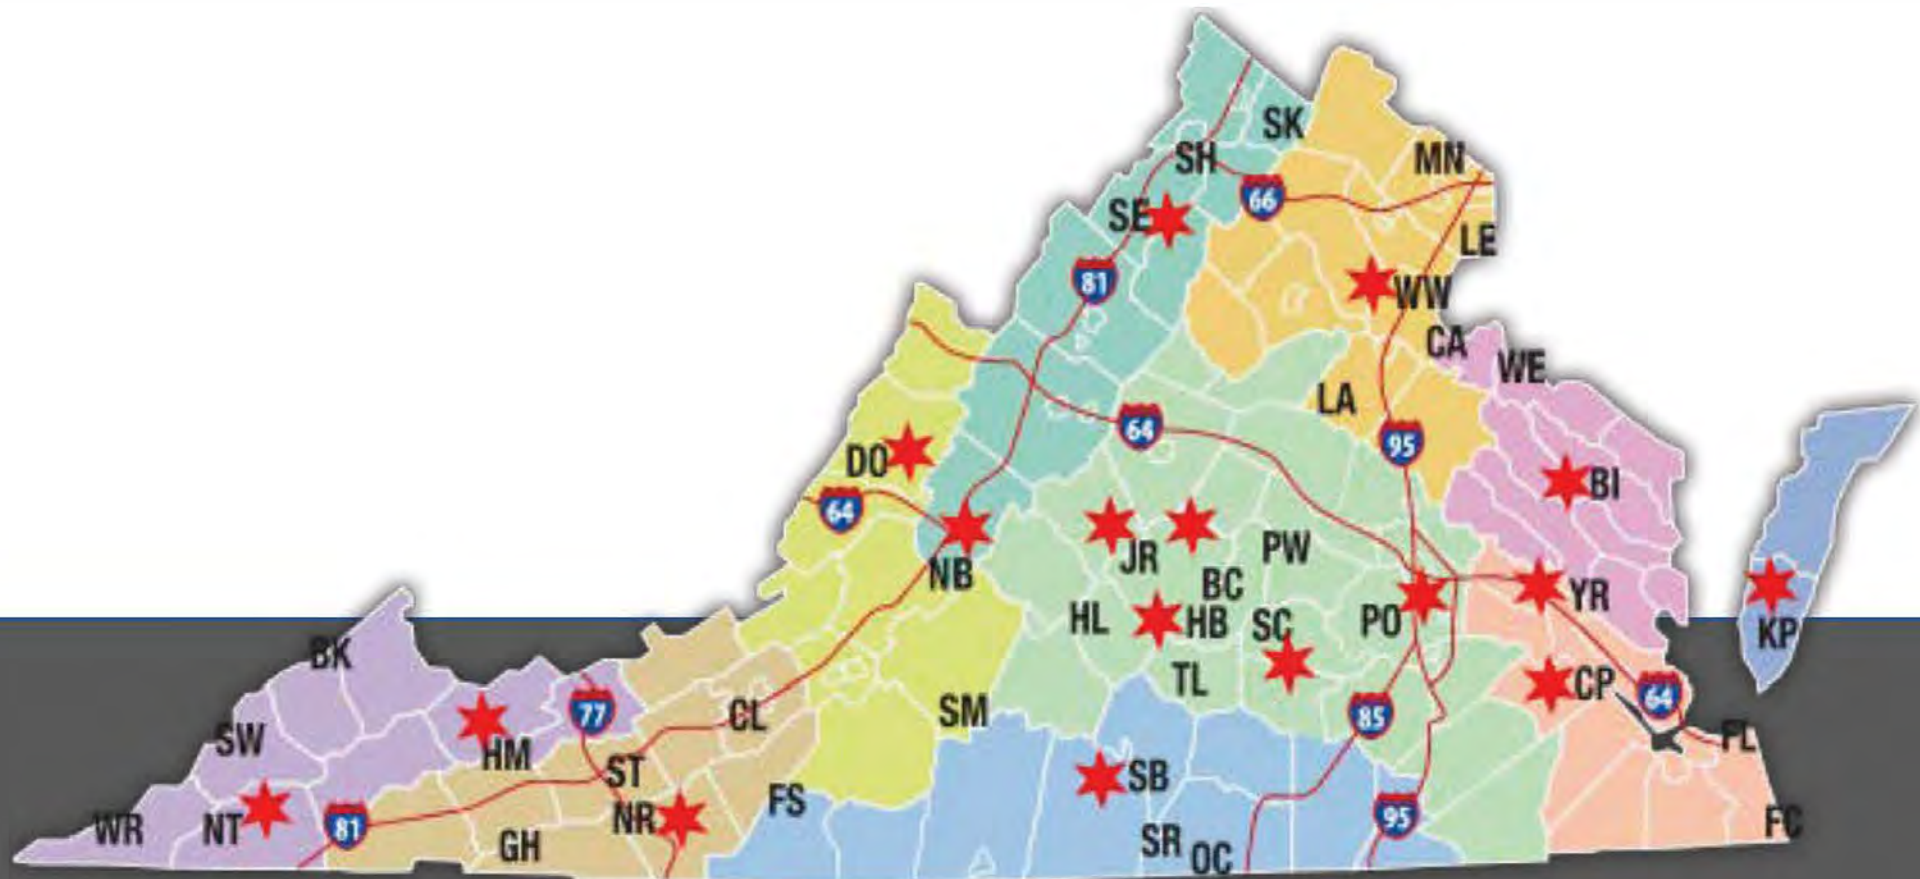 SK
SH
MN
66
SE
LE
81
WW
CA
WE
LA
64
95
DO
BI
64
JR
PW
NB
BC
YR
HL
HB
SC
PO
KP
BK
TL
CP
64
SM
77
CL
85
SW
HM
FL
ST
SB
FS
NR
95
WR
NT
81
GH
SR
OC
FC